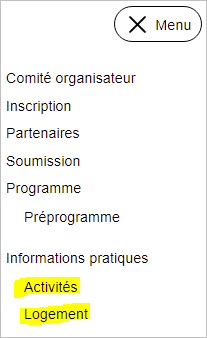 Menu
Comité organisateur
Inscription
Partenaires
Soumission
Programme
Préprogramme
Informations pratiques
Activités
Logement